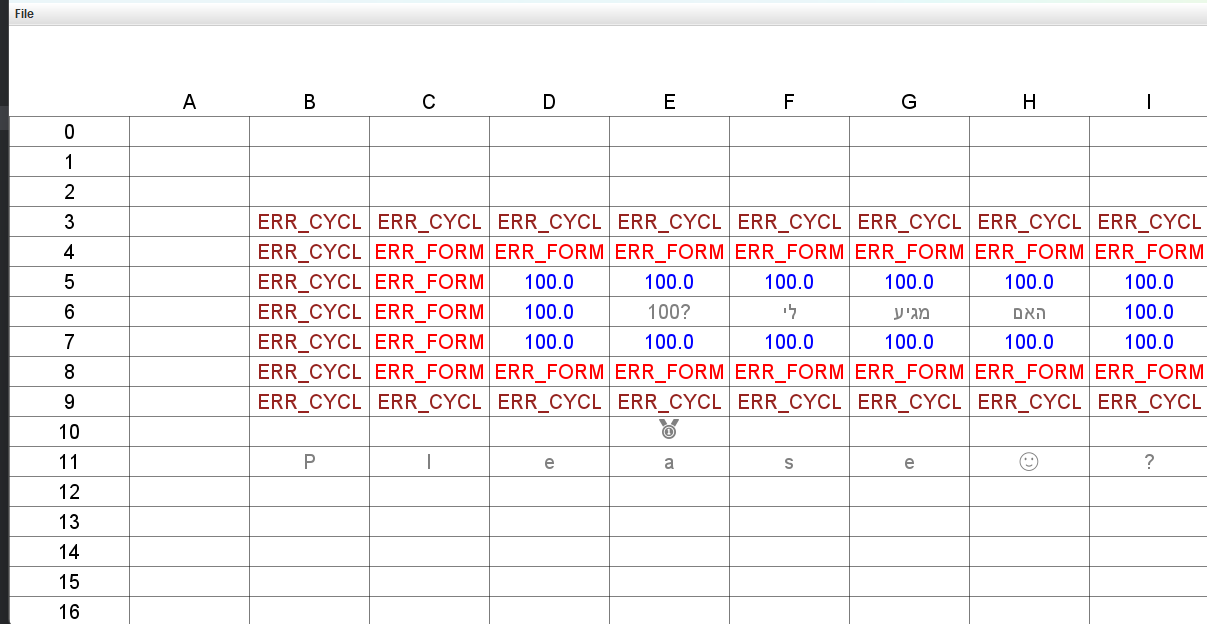 File
A B C D E F G H I
0
1
2
3 ERR_CYCL ERR_CYCL ERR_CYCL ERR_CYCL ERR_CYCL ERR_CYCL ERR_CYCL ERR_CYCL
4 ERR_CYCL ERR_FORM ERR_FORM ERR_FORM ERR_FORM ERR_FORM ERR_FORM ERR_FORM
5 ERR_CYCL ERR_FORM 100.0 100.0 100.0 100.0 100.0 100.0
6 ERR_CYCL ERR_FORM 100.0 האם מגיע לי 100? 100.0
7 ERR_CYCL ERR_FORM 100.0 100.0 100.0 100.0 100.0 100.0
8 ERR_CYCL ERR_FORM ERR_FORM ERR_FORM ERR_FORM ERR_FORM ERR_FORM ERR_FORM
9 ERR_CYCL ERR_CYCL ERR_CYCL ERR_CYCL ERR_CYCL ERR_CYCL ERR_CYCL ERR_CYCL
10 🥇
11 P l e a s e ☺ ?
12
13
14
15
16